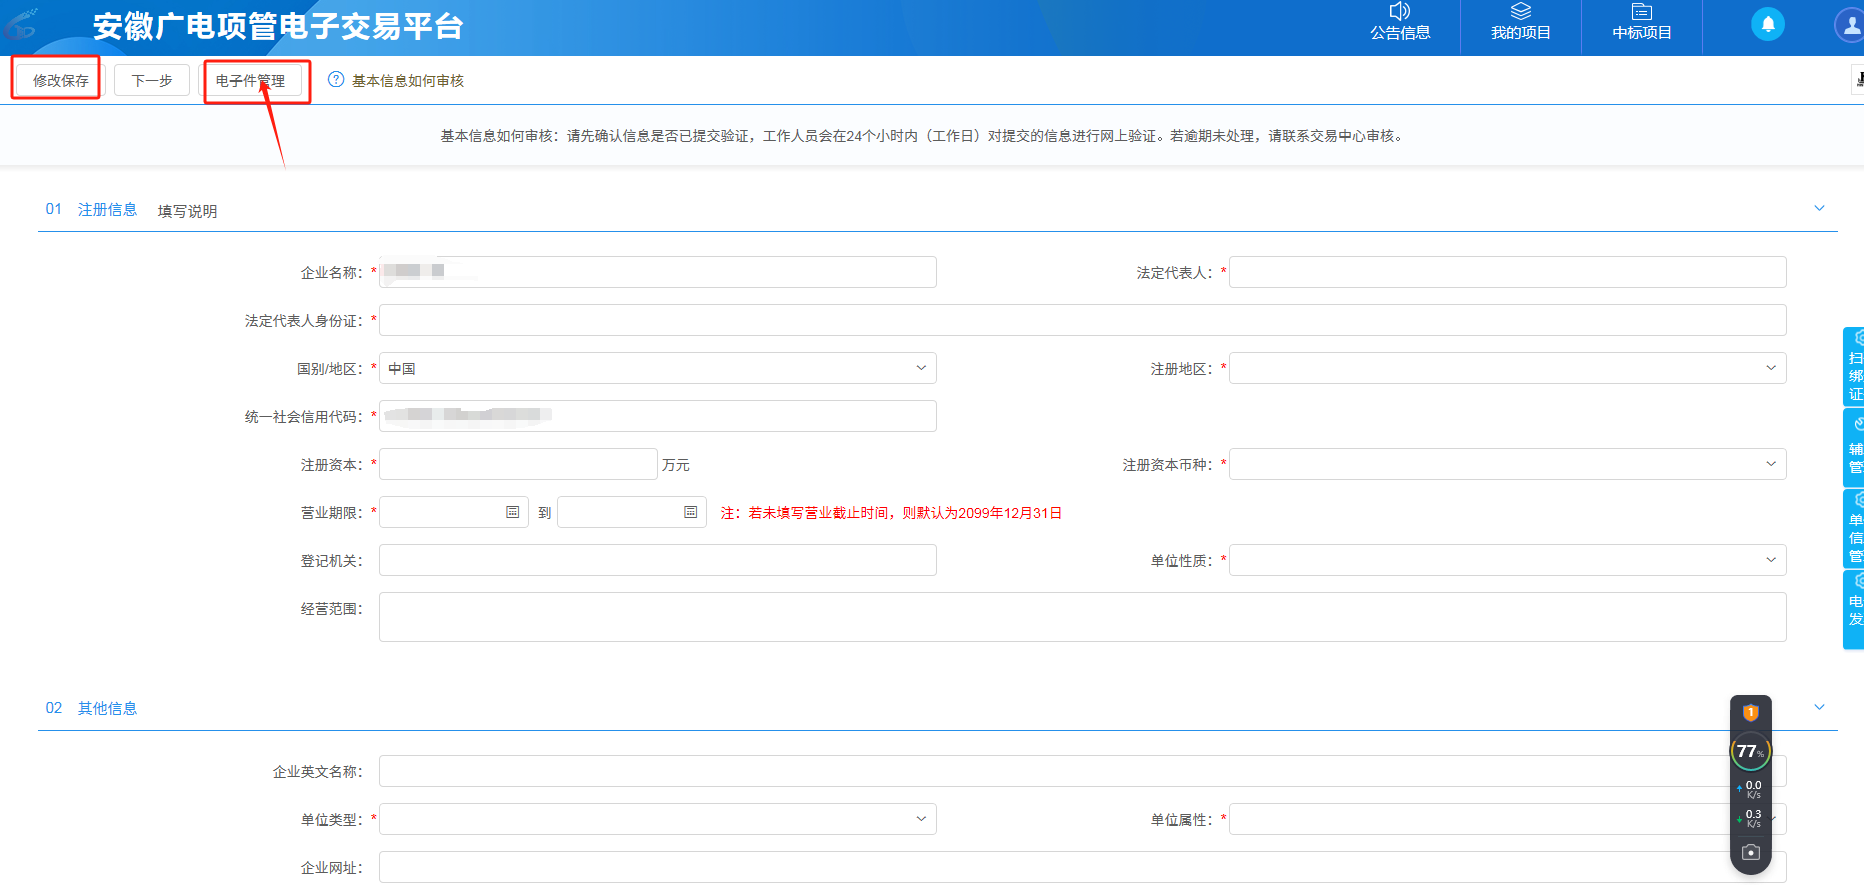 安徽广电项管电子交易平台
公告信息
我的项目
中标项目
修改保存
下一步
电子件管理
基本信息如何审核
基本信息如何审核：请先确认信息是否已提交验证，工作人员会在24个小时内（工作日）对提交的信息进行网上验证。若逾期未处理，请联系交易中心审核。
01 注册信息 填写说明
企业名称：*
法定代表人：*
法定代表人身份证：*
国别/地区：* 中国
注册地区：*
统一社会信用代码：*
注册资本：* 万元
注册资本币种：*
营业期限：* 到 注：若未填写营业截止时间，则默认为2099年12月31日
登记机关：
单位性质：*
经营范围：
扫
绑
证
辅
管
单
信
管
电
发
02 其他信息
企业英文名称：
单位类型：*
单位属性：*
企业网址：
1
77%
0.0
K/s
0.3
K/s